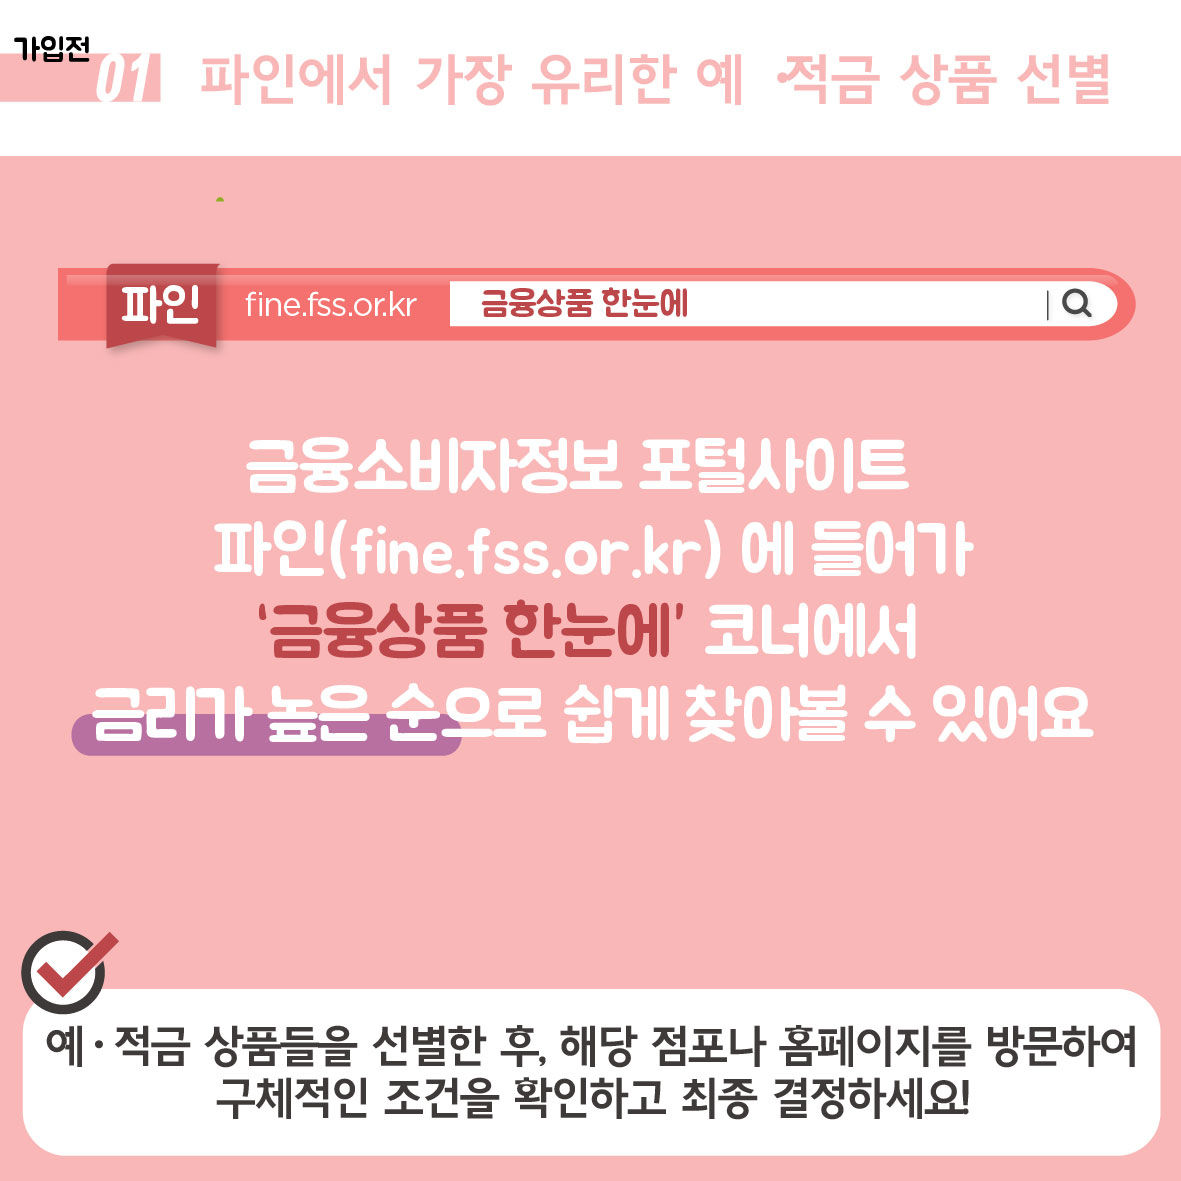 가입전
01 파인에서 가장 유리한 예 ·적금 상품 선별
파인 fine.fss.or.kr 금융상품 한눈에
금융소비자정보 포털사이트
파인(fine.fss.or.kr) 에 들어가
‘금융상품 한눈에’ 코너에서
금리가 높은 순으로 쉽게 찾아볼 수 있어요
예·적금 상품들을 선별한 후, 해당 점포나 홈페이지를 방문하여
구체적인 조건을 확인하고 최종 결정하세요!